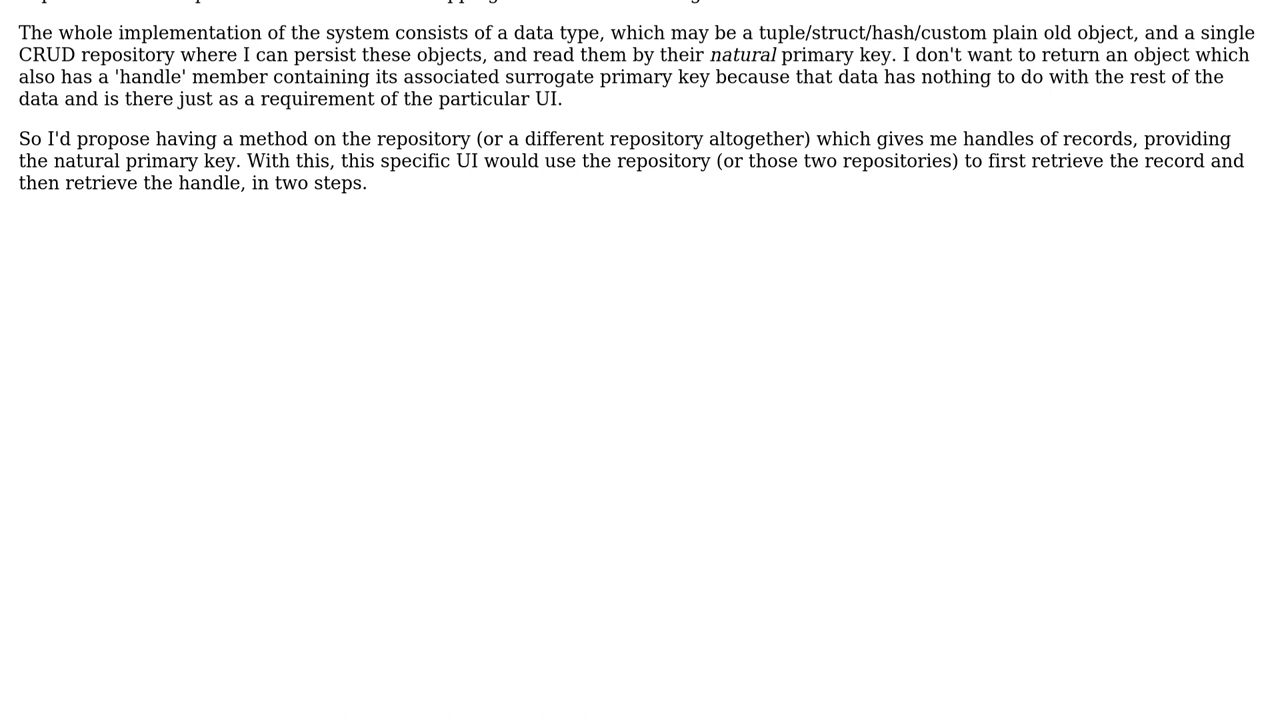 The whole implementation of the system consists of a data type, which may be a tuple/struct/hash/custom plain old object, and a single
CRUD repository where I can persist these objects, and read them by their natural primary key. I don't want to return an object which
also has a 'handle' member containing its associated surrogate primary key because that data has nothing to do with the rest of the
data and is there just as a requirement of the particular UI.
So I'd propose having a method on the repository (or a different repository altogether) which gives me handles of records, providing
the natural primary key. With this, this specific UI would use the repository (or those two repositories) to first retrieve the record and
then retrieve the handle, in two steps.